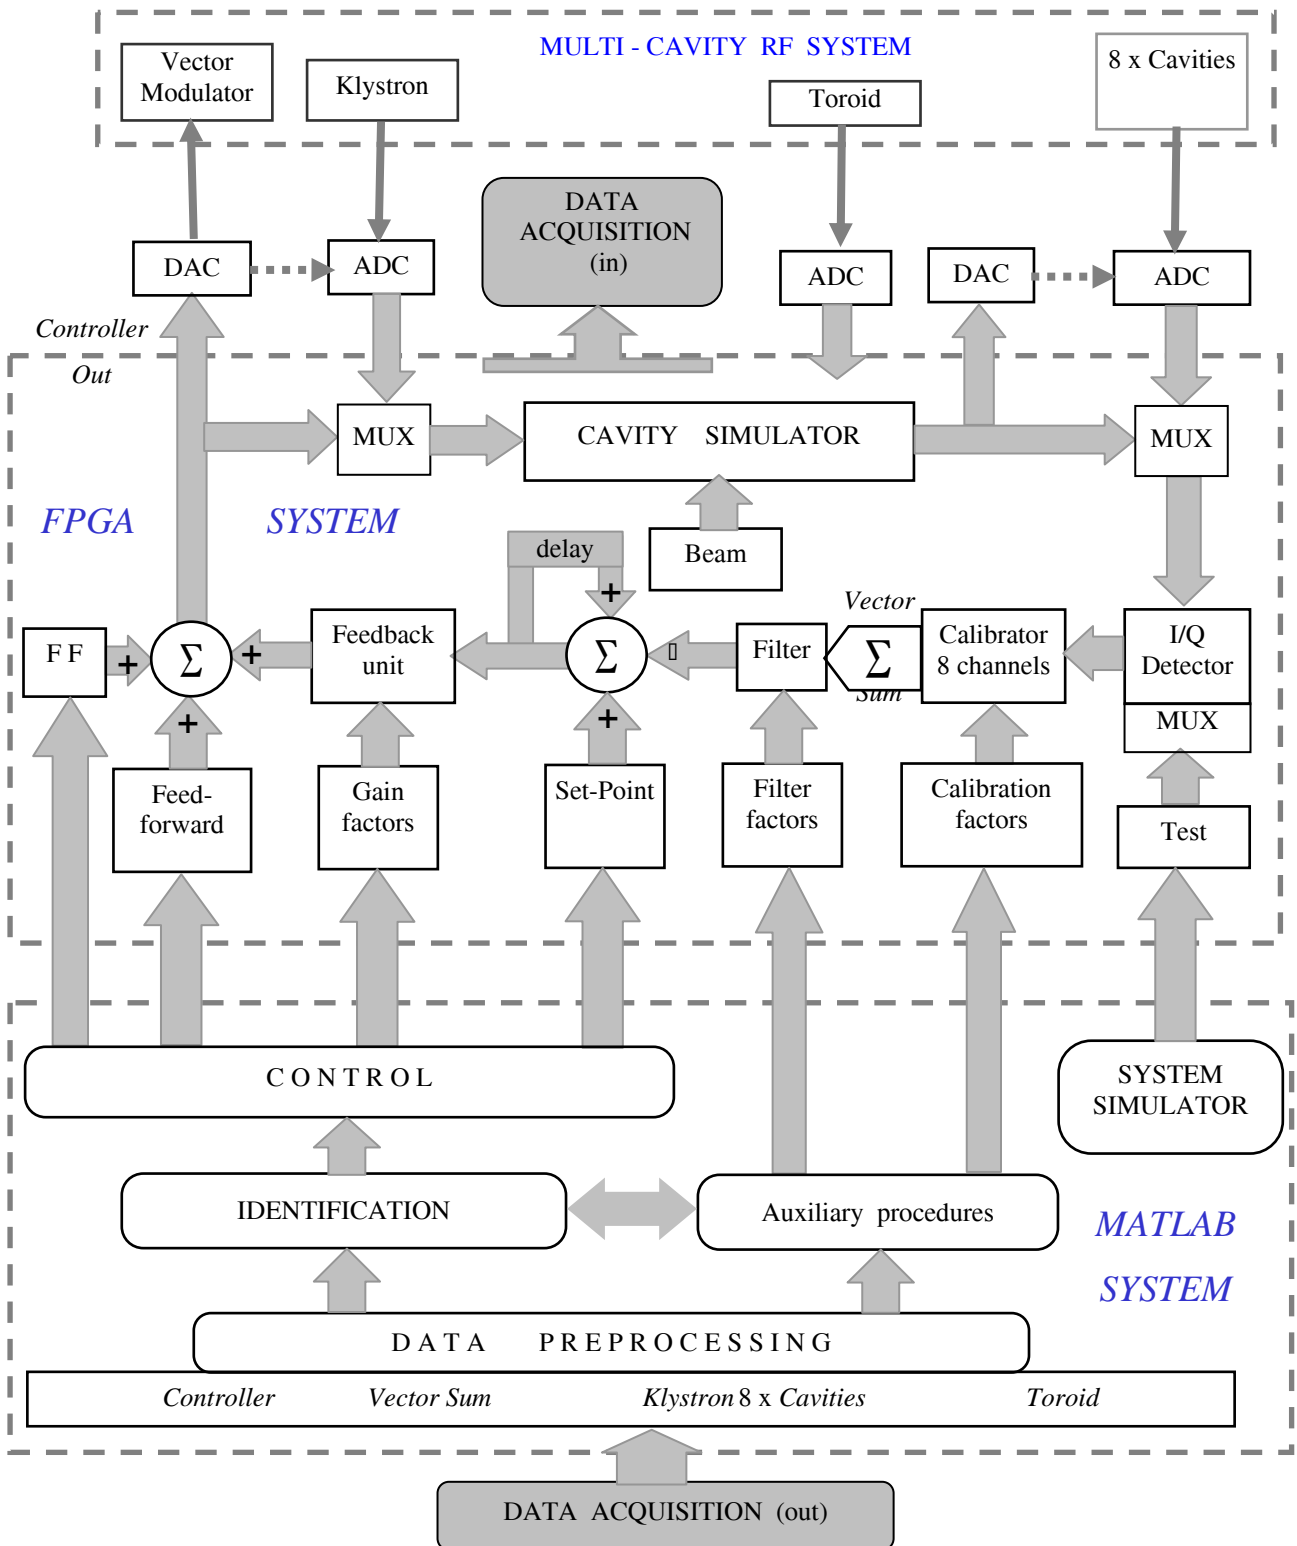 MULTI - CAVITY RF SYSTEM
Vector
Modulator
Klystron
Toroid
8 x Cavities
DATA
ACQUISITION
(in)
DAC
ADC
ADC
DAC
ADC
Controller
Out
MUX
CAVITY SIMULATOR
MUX
FPGA SYSTEM
delay
Beam
+
Vector
F F
+
Σ
+
Feedback
unit
Σ
▯
Filter
Σ
Sum
Calibrator
8 channels
I/Q
Detector
MUX
+
+
Feed-
forward
Gain
factors
Set-Point
Filter
factors
Calibration
factors
Test
CONTROL
SYSTEM
SIMULATOR
IDENTIFICATION
Auxiliary procedures
MATLAB
SYSTEM
DATA PREPROCESSING
Controller Vector Sum Klystron 8 x Cavities Toroid
DATA ACQUISITION (out)